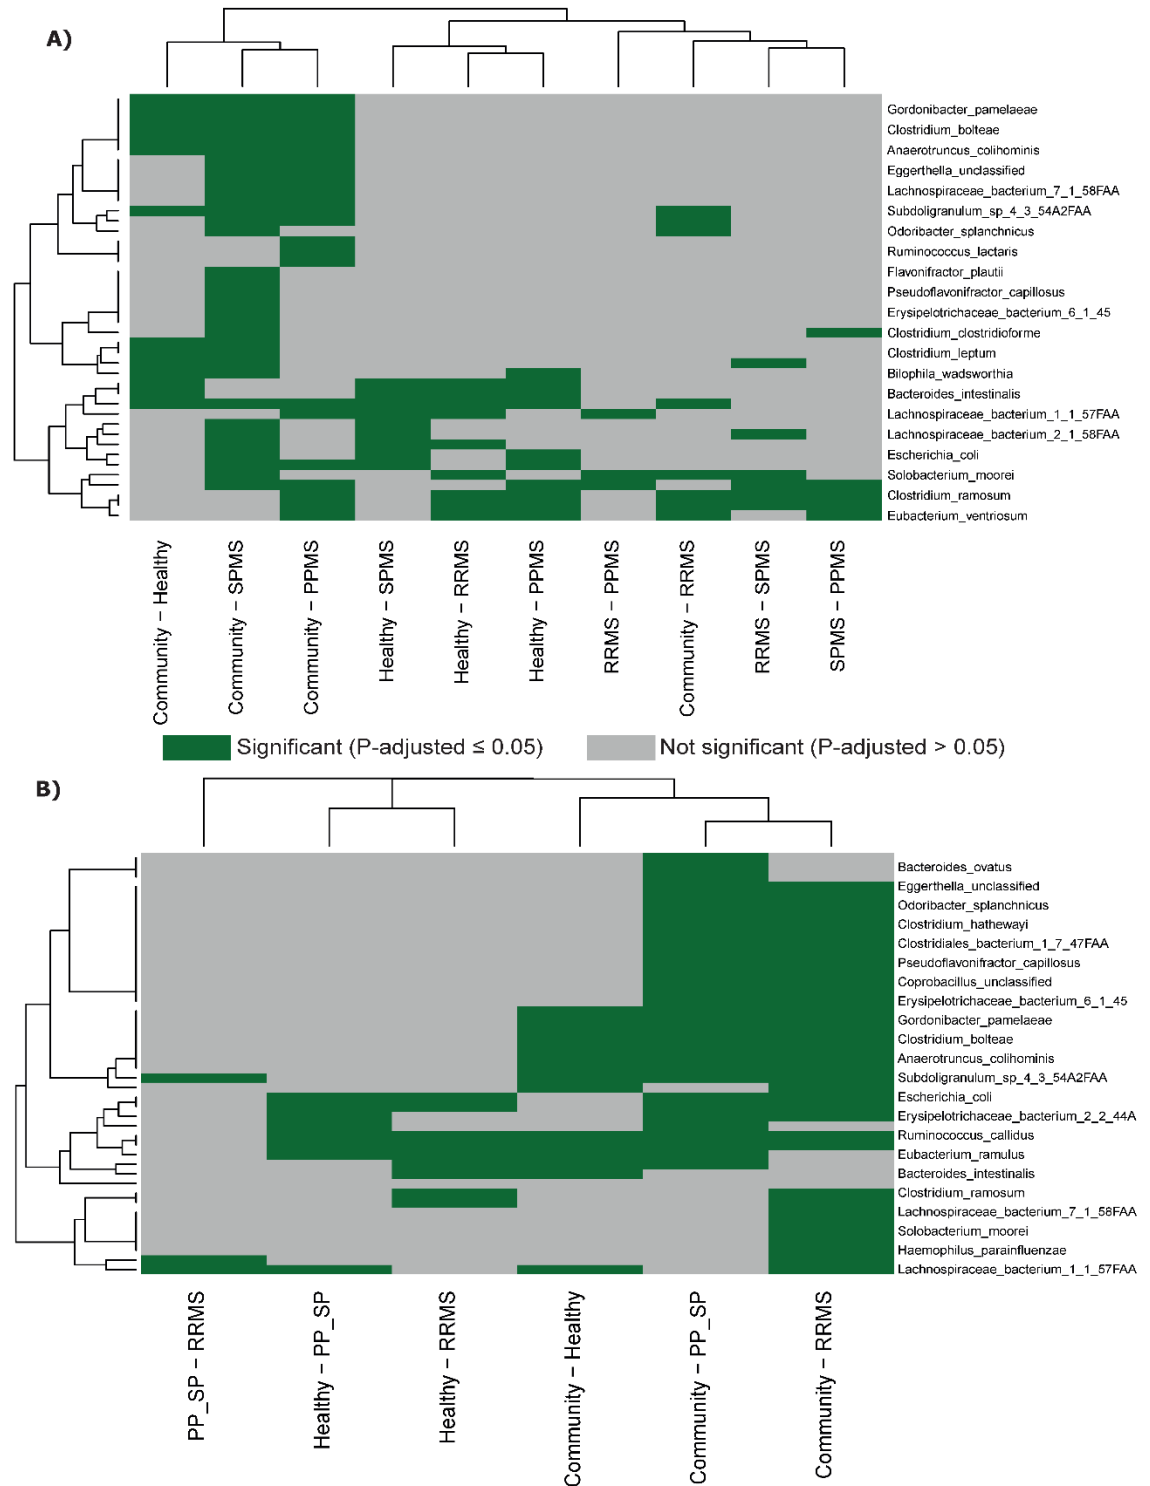 A)
Gordonibacter_pamelaeae
Clostridium_bolteae
Anaerotruncus_colihominis
Eggerthella_unclassified
Lachnospiraceae_bacterium_7_1_58FAA
Subdoligranulum_sp_4_3_54A2FAA
Odoribacter_splanchnicus
Ruminococcus_lactaris
Flavonifractor_plautii
Pseudoflavonifractor_capillosus
Erysipelotrichaceae_bacterium_6_1_45
Clostridium_clostridioforme
Clostridium_leptum
Bilophila_wadsworthia
Bacteroides_intestinalis
Lachnospiraceae_bacterium_1_1_57FAA
Lachnospiraceae_bacterium_2_1_58FAA
Escherichia_coli
Solobacterium_moorei
Clostridium_ramosum
Eubacterium_ventriosum
Community – Healthy
Community – SPMS
Community – PPMS
Healthy – SPMS
Healthy – RRMS
Healthy – PPMS
RRMS – PPMS
Community – RRMS
RRMS – SPMS
SPMS – PPMS
Significant (P-adjusted ≤ 0.05)
Not significant (P-adjusted > 0.05)
B)
Bacteroides_ovatus
Eggerthella_unclassified
Odoribacter_splanchnicus
Clostridium_hathewayi
Clostridiales_bacterium_1_7_47FAA
Pseudoflavonifractor_capillosus
Coprobacillus_unclassified
Erysipelotrichaceae_bacterium_6_1_45
Gordonibacter_pamelaeae
Clostridium_bolteae
Anaerotruncus_colihominis
Subdoligranulum_sp_4_3_54A2FAA
Escherichia_coli
Erysipelotrichaceae_bacterium_2_2_44A
Ruminococcus_callidus
Eubacterium_ramulus
Bacteroides_intestinalis
Clostridium_ramosum
Lachnospiraceae_bacterium_7_1_58FAA
Solobacterium_moorei
Haemophilus_parainfluenzae
Lachnospiraceae_bacterium_1_1_57FAA
PP_SP – RRMS
Healthy – PP_SP
Healthy – RRMS
Community – Healthy
Community – PP_SP
Community – RRMS